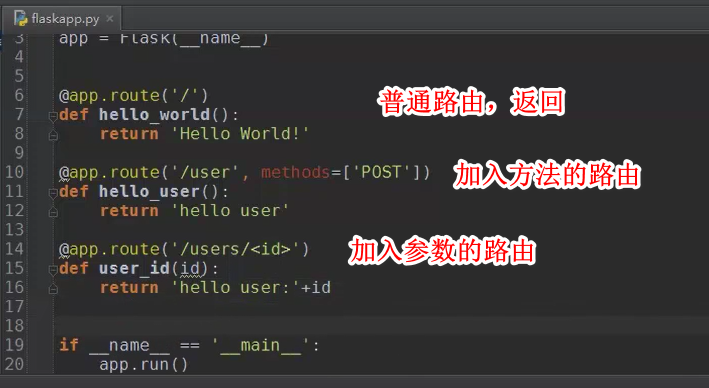 flaskapp.py
3 app = Flask(__name__)
4
5
6 @app.route('/')
普通路由，返回
7 def hello_world():
8 return 'Hello World!'
9
10 @app.route('/user', methods=['POST'])
加入方法的路由
11 def hello_user():
12 return 'hello user'
13
14 @app.route('/users/<id>')
加入参数的路由
15 def user_id(id):
16 return 'hello user:'+id
17
18
19 if __name__ == '__main__':
20 app.run()